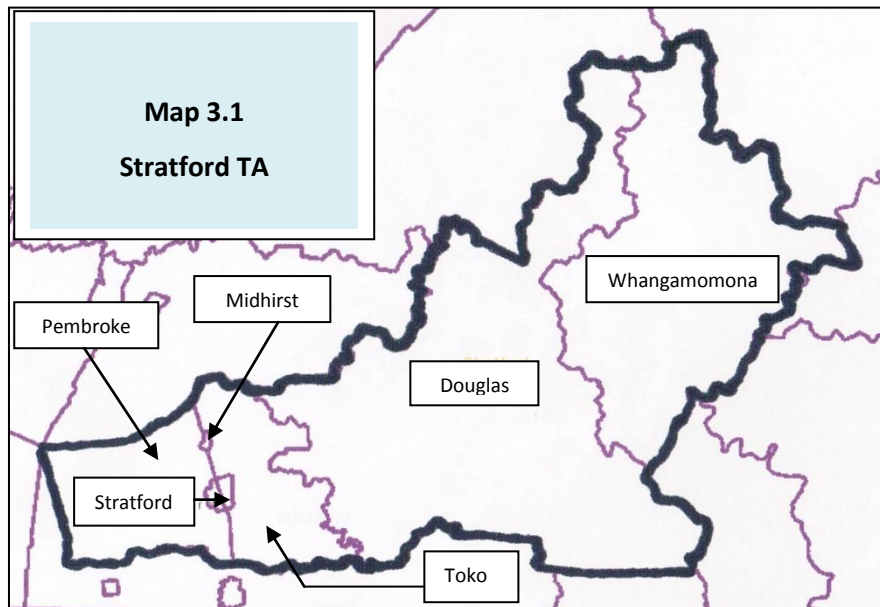 Map 3.1
Stratford TA
Whangamomona
Midhirst
Pembroke
Douglas
Stratford
Toko